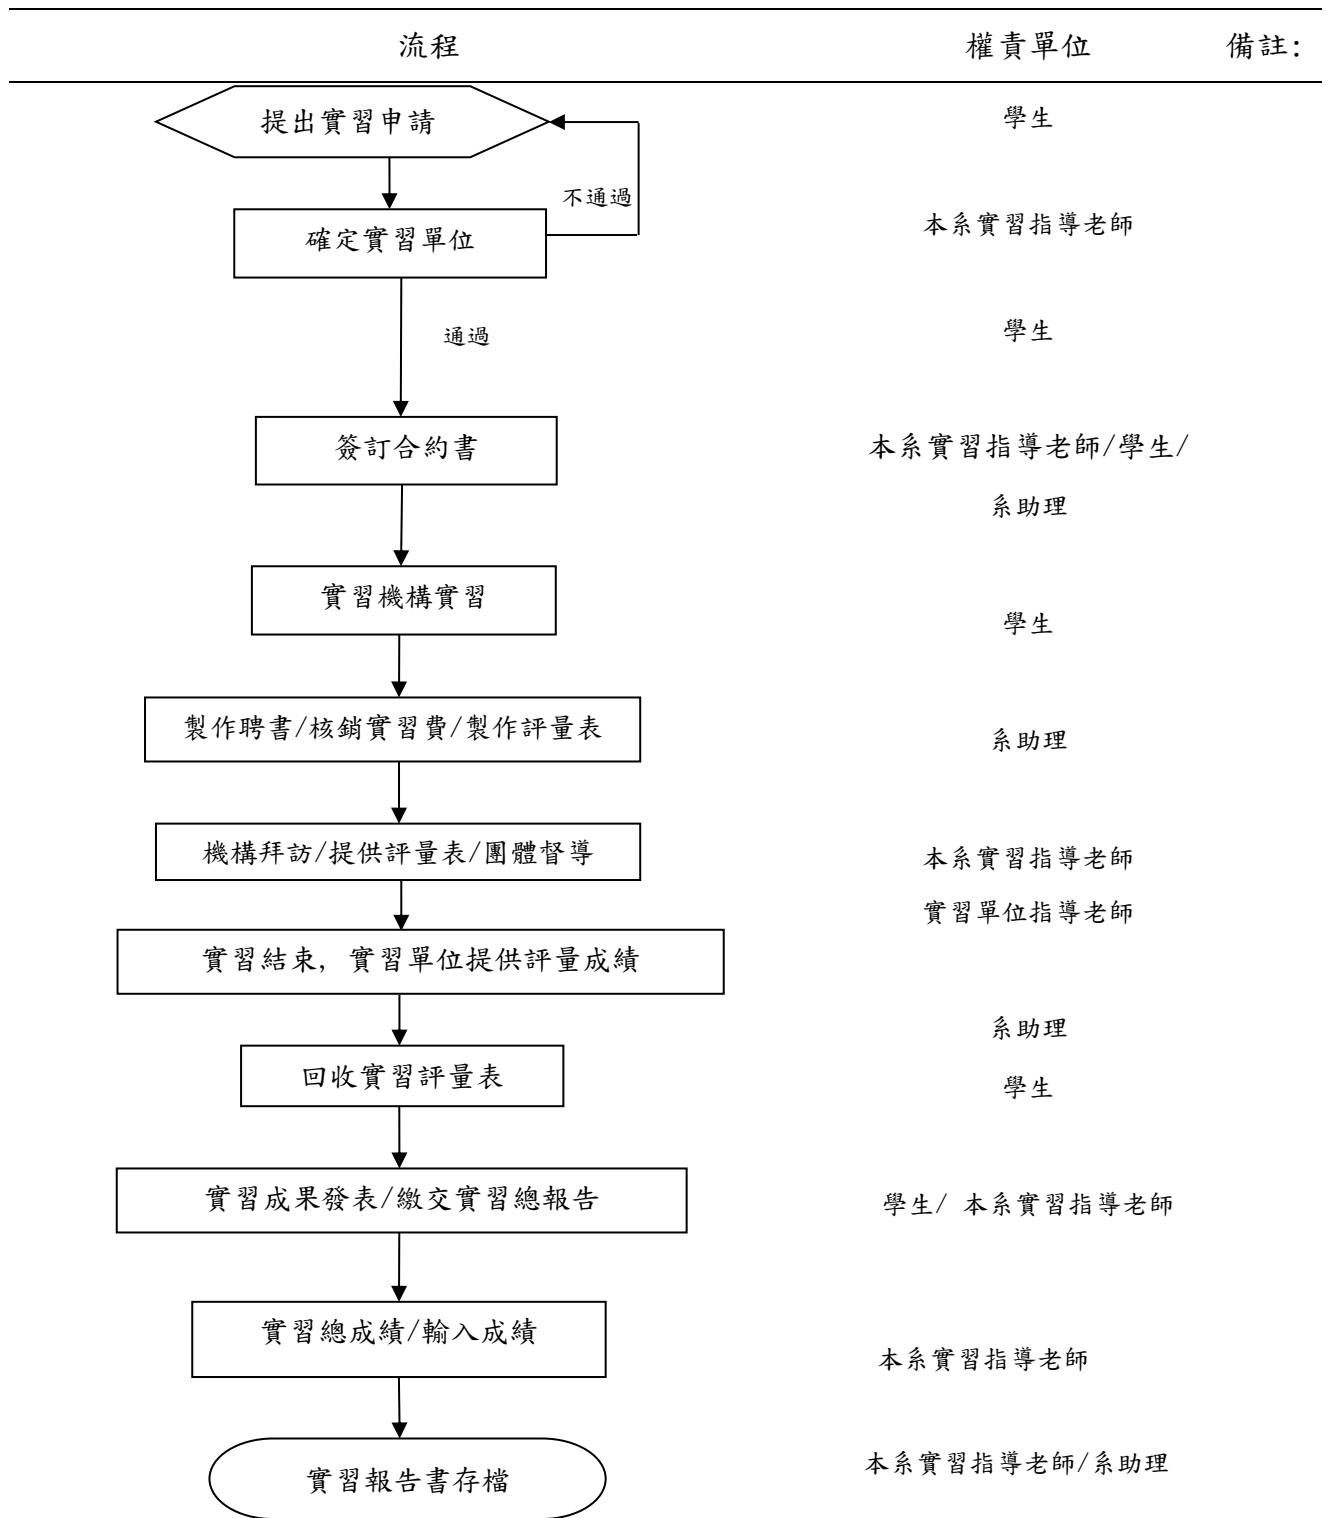 流程 權責單位 備註:
提出實習申請 學生
不通過
確定實習單位 本系實習指導老師
通過 學生
簽訂合約書 本系實習指導老師/學生/
系助理
實習機構實習 學生
製作聘書/核銷實習費/製作評量表 系助理
機構拜訪/提供評量表/團體督導 本系實習指導老師
實習單位指導老師
實習結束, 實習單位提供評量成績
系助理
回收實習評量表 學生
實習成果發表/繳交實習總報告 學生/ 本系實習指導老師
實習總成績/輸入成績 本系實習指導老師
實習報告書存檔 本系實習指導老師/系助理